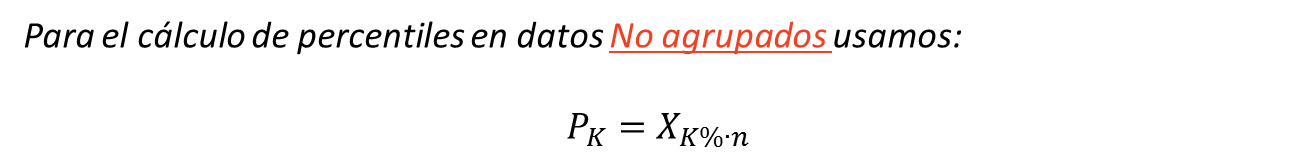 Para el cálculo de percentiles en datos No agrupados usamos:
P_K = X_{K%·n}